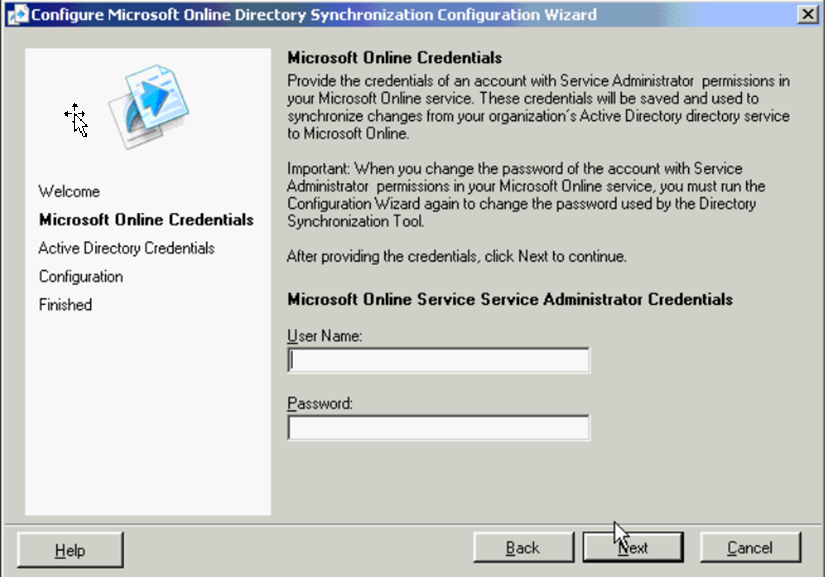 Configure Microsoft Online Directory Synchronization Configuration Wizard
Welcome
Microsoft Online Credentials
Active Directory Credentials
Configuration
Finished
Microsoft Online Credentials
Provide the credentials of an account with Service Administrator  permissions in
your Microsoft Online service. These credentials will be saved and used to
synchronize changes from your organization's Active Directory directory service
to Microsoft Online.
Important: When you change the password of the account with Service
Administrator  permissions in your Microsoft Online service, you must run the
Configuration Wizard again to change the password used by the Directory
Synchronization Tool.
After providing the credentials, click Next to continue.
Microsoft Online Service Service Administrator Credentials
User Name:
Password:
Help
Back
Next
Cancel